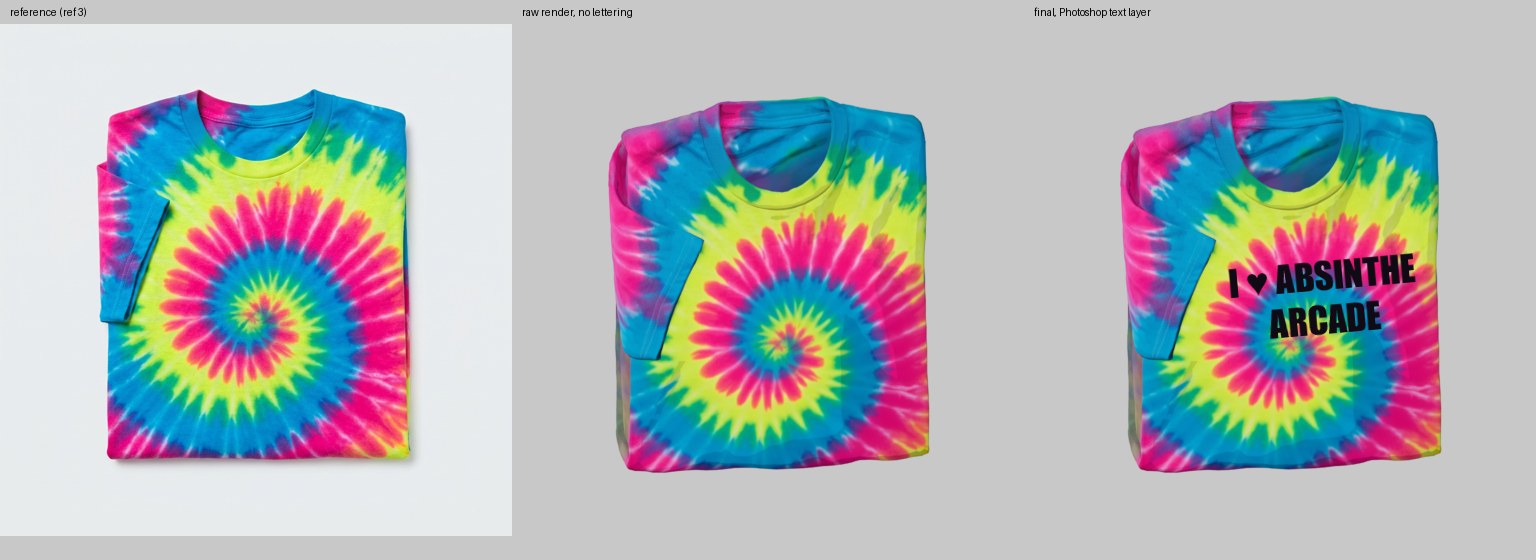 reference (ref 3)
raw render, no lettering
final, Photoshop text layer
I ♥ ABSINTHE
ARCADE